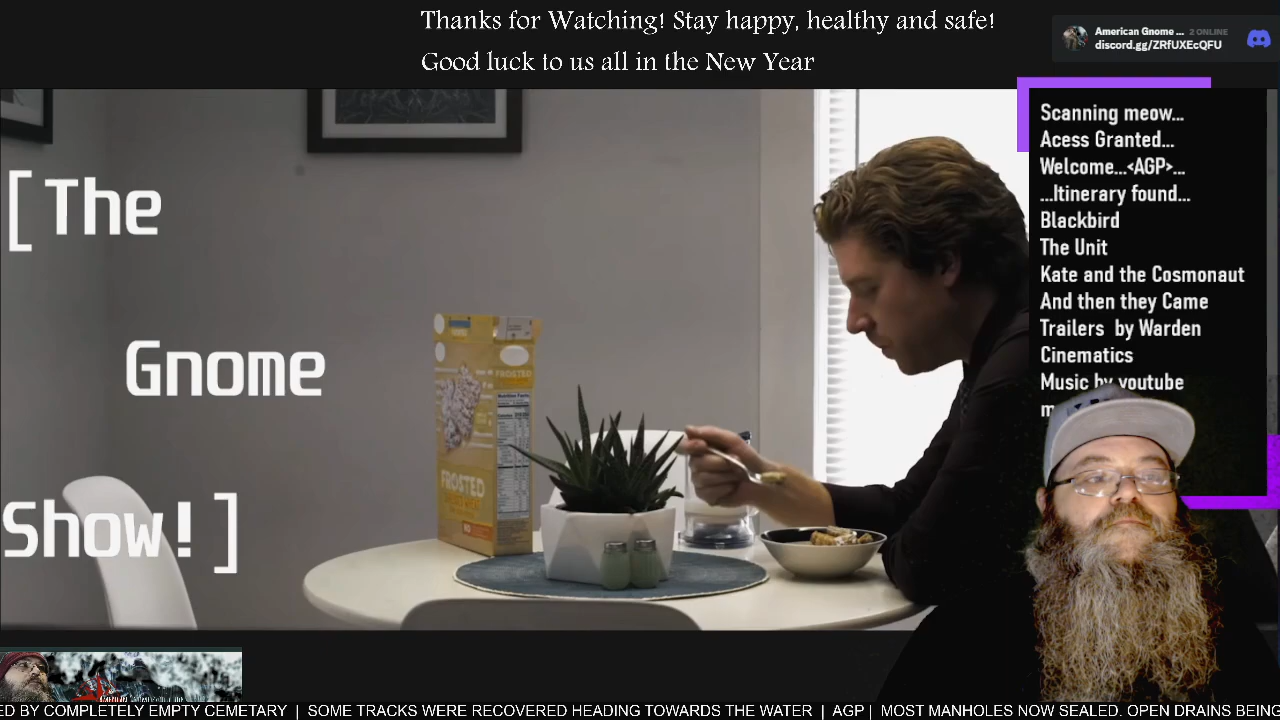 Thanks for Watching! Stay happy, healthy and safe!
Good luck to us all in the New Year
American Gnome ... 2 ONLINE
discord.gg/ZRfUXEcQFU
Scanning meow...
Acess Granted...
Welcome...<AGP>...
...Itinerary found...
Blackbird
The Unit
Kate and the Cosmonaut
And then they Came
Trailers by Warden
Cinematics
Music by youtube
[The
Gnome
Show!]
FROSTED
Nutrition Facts
FROSTED
ED BY COMPLETELY EMPTY CEMETARY | SOME TRACKS WERE RECOVERED HEADING TOWARDS THE WATER | AGP | MOST MANHOLES NOW SEALED. OPEN DRAINS BEING